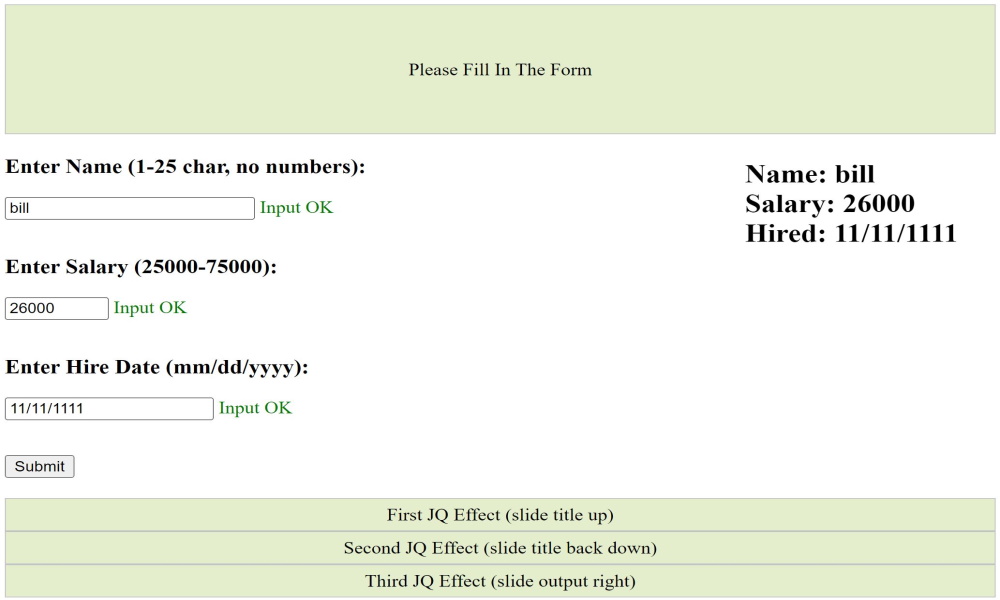 Please Fill In The Form
Enter Name (1-25 char, no numbers):
bill Input OK
Enter Salary (25000-75000):
26000 Input OK
Enter Hire Date (mm/dd/yyyy):
11/11/1111 Input OK
Submit
Name: bill
Salary: 26000
Hired: 11/11/1111
First JQ Effect (slide title up)
Second JQ Effect (slide title back down)
Third JQ Effect (slide output right)